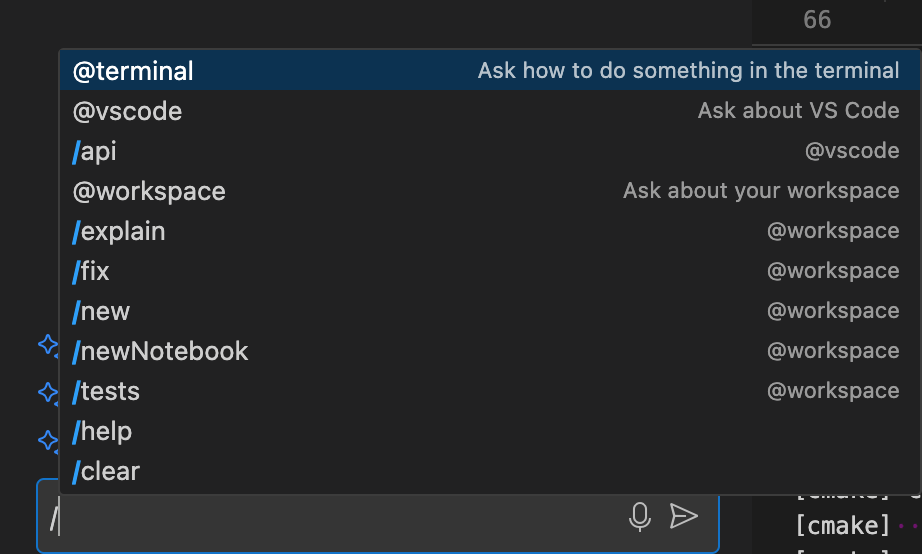 66
@terminal Ask how to do something in the terminal
@vscode Ask about VS Code
/api @vscode
@workspace Ask about your workspace
/explain @workspace
/fix @workspace
/new @workspace
/newNotebook @workspace
/tests @workspace
/help
/clear
/
[cmake]
[cmake]